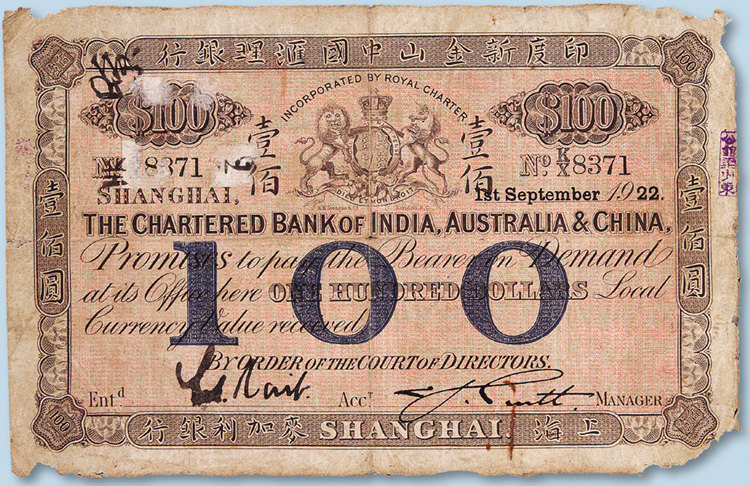 印度新金山中國滙理銀行
$100
$100
INCORPORATED BY ROYAL CHARTER
壹佰
壹佰
8371
No K/X 8371
SHANGHAI,
1st September 1922.
THE CHARTERED BANK OF INDIA, AUSTRALIA & CHINA,
100
Promises to pay the Bearer on Demand
at its Office here ONE HUNDRED DOLLARS Local
Currency Value received
BY ORDER OF THE COURT OF DIRECTORS.
Entd.
Acct.
MANAGER
上海
SHANGHAI.
麥加利銀行
壹佰圓
壹佰圓
100
100
100
100